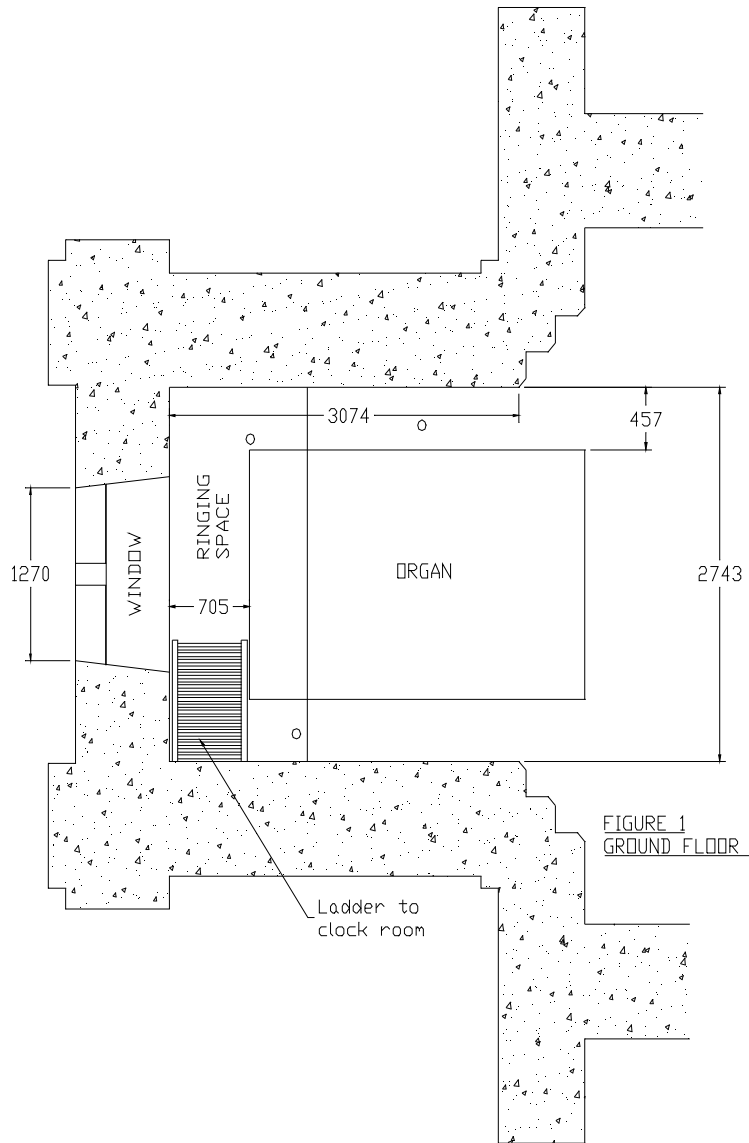 3074
457
RINGING
SPACE
WINDOW
ORGAN
1270
2743
705
FIGURE 1
GROUND FLOOR
Ladder to
clock room